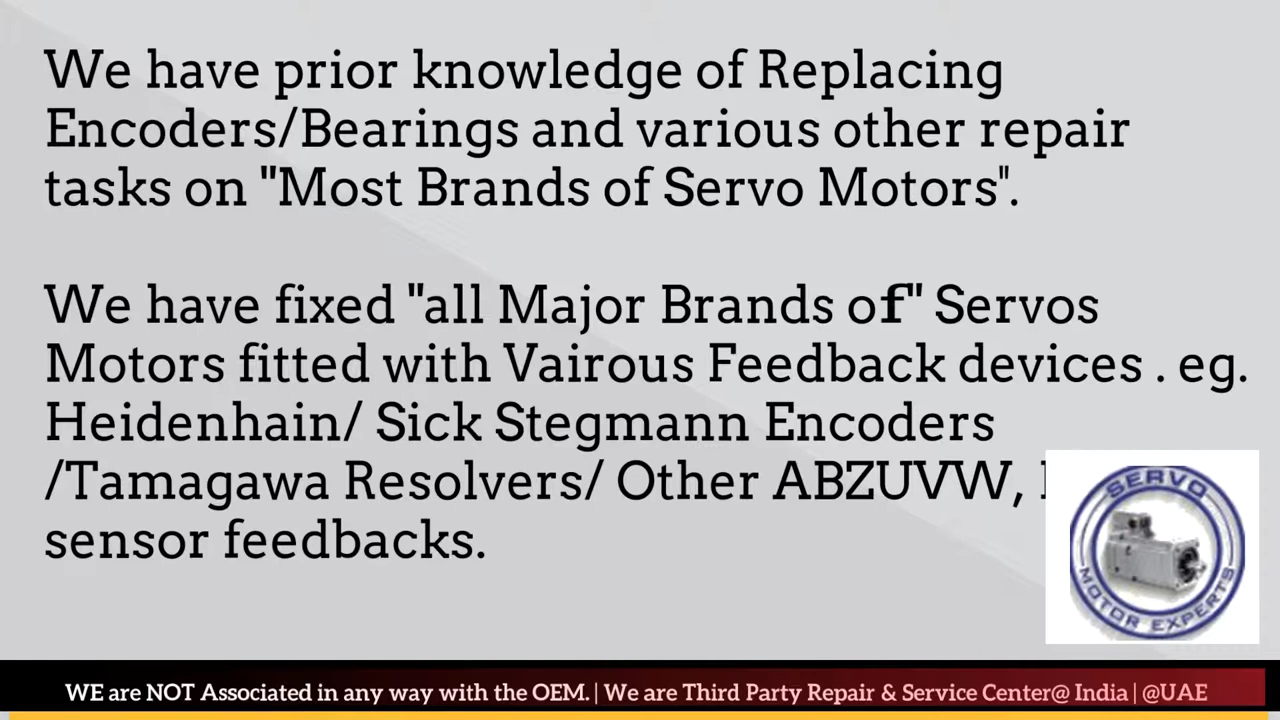 We have prior knowledge of Replacing
Encoders/Bearings and various other repair
tasks on "Most Brands of Servo Motors".
We have fixed "all Major Brands of" Servos
Motors fitted with Vairous Feedback devices . eg.
Heidenhain/ Sick Stegmann Encoders
/Tamagawa Resolvers/ Other ABZUVW,
sensor feedbacks.
SERVO
MOTOR EXPERTS
WE are NOT Associated in any way with the OEM. | We are Third Party Repair & Service Center@ India | @UAE